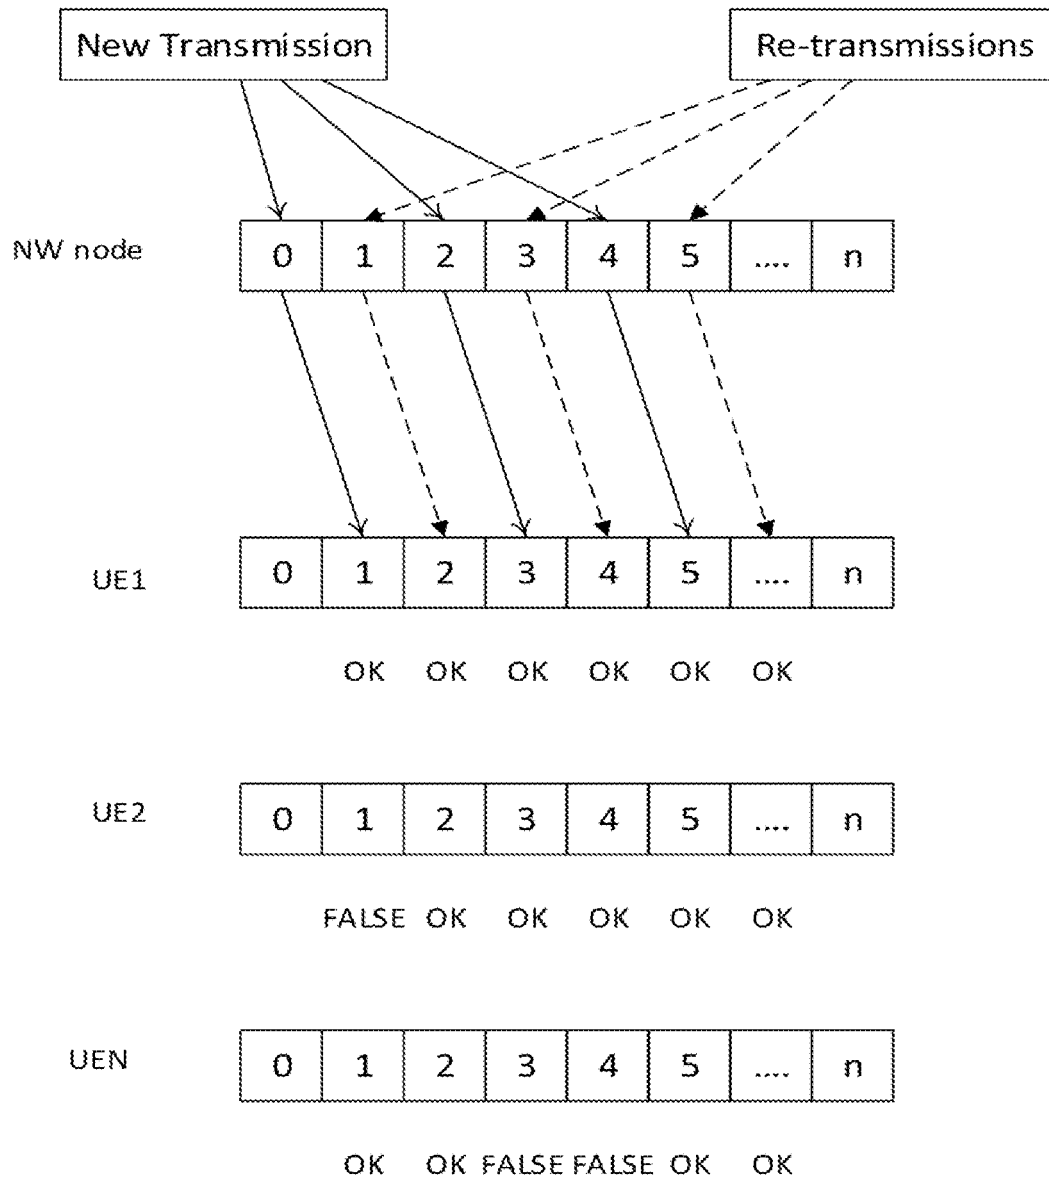 New Transmission Re-transmissions
NW node 0 1 2 3 4 5 .... n
UE1 0 1 2 3 4 5 .... n
OK OK OK OK OK OK
UE2 0 1 2 3 4 5 .... n
FALSE OK OK OK OK OK
UEN 0 1 2 3 4 5 .... n
OK OK FALSE FALSE OK OK